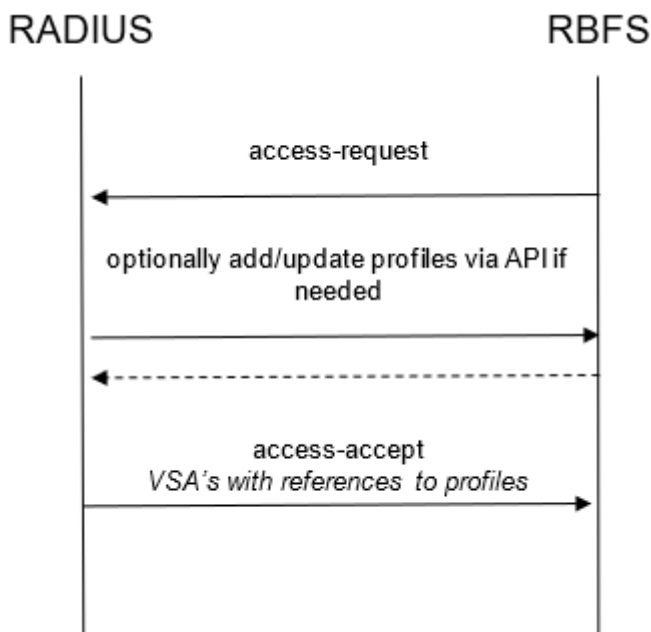 RADIUS RBFS
access-request
optionally add/update profiles via API if
needed
access-accept
VSA's with references to profiles